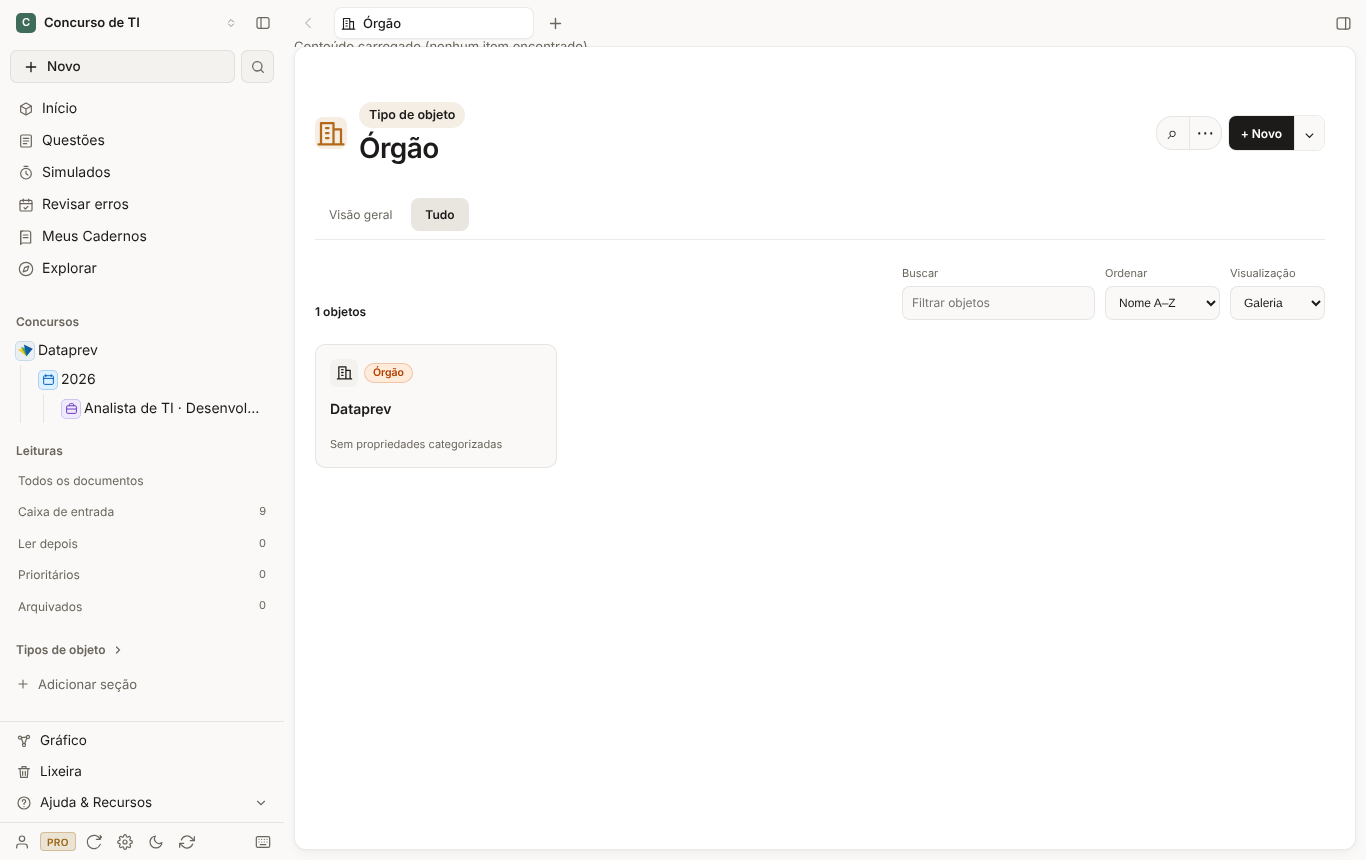 C Concurso de TI
Novo
Início
Questões
Simulados
Revisar erros
Meus Cadernos
Explorar
Concursos
Dataprev
2026
Analista de TI · Desenvol...
Leituras
Todos os documentos
Caixa de entrada 9
Ler depois 0
Prioritários 0
Arquivados 0
Tipos de objeto
Adicionar seção
Gráfico
Lixeira
Ajuda & Recursos
PRO
Órgão
Conteúdo carregado (nenhum item encontrado)
Tipo de objeto
Órgão
+ Novo
Visão geral
Tudo
Buscar
Ordenar
Visualização
1 objetos
Filtrar objetos
Nome A–Z
Galeria
Órgão
Dataprev
Sem propriedades categorizadas